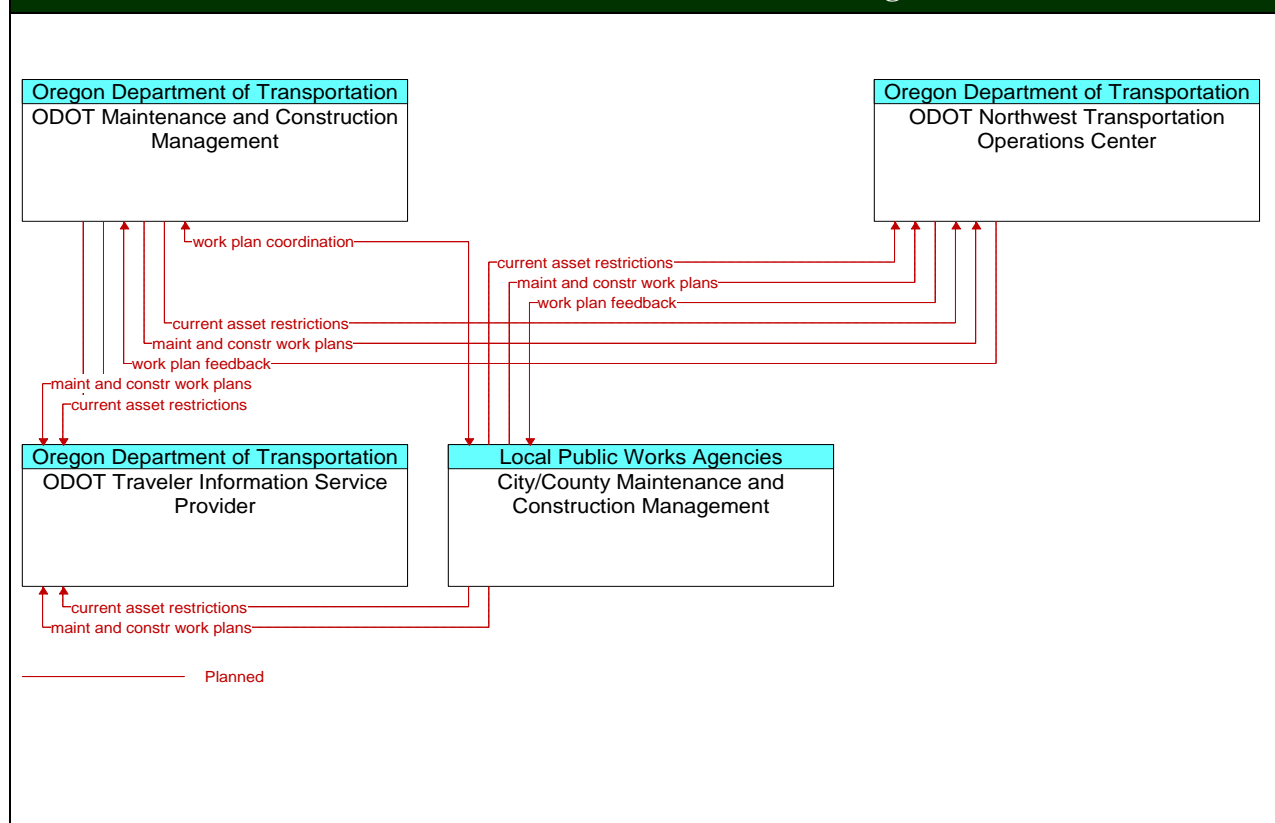 Oregon Department of Transportation
ODOT Maintenance and Construction
Management
Oregon Department of Transportation
ODOT Northwest Transportation
Operations Center
work plan coordination
current asset restrictions
maint and constr work plans
work plan feedback
current asset restrictions
maint and constr work plans
work plan feedback
maint and constr work plans
current asset restrictions
Oregon Department of Transportation
ODOT Traveler Information Service
Provider
Local Public Works Agencies
City/County Maintenance and
Construction Management
current asset restrictions
maint and constr work plans
Planned